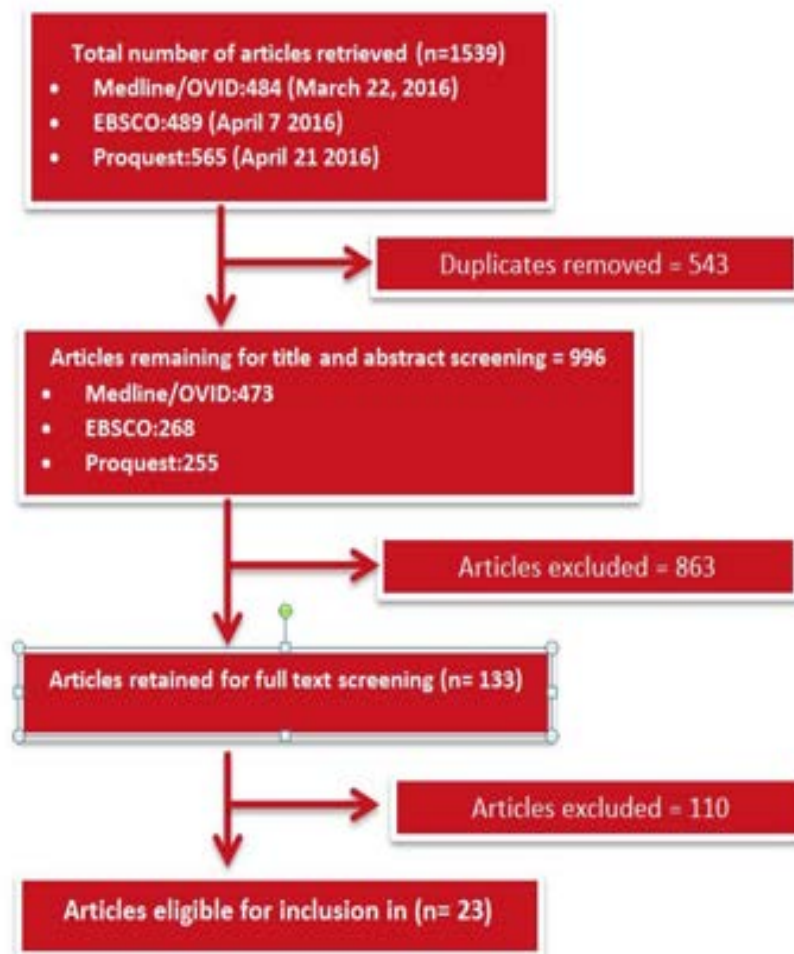 Total number of articles retrieved (n=1539)
• Medline/OVID:484 (March 22, 2016)
• EBSCO:489 (April 7 2016)
• Proquest:565 (April 21 2016)
Duplicates removed = 543
Articles remaining for title and abstract screening = 996
• Medline/OVID:473
• EBSCO:268
• Proquest:255
Articles excluded = 863
Articles retained for full text screening (n= 133)
Articles excluded = 110
Articles eligible for inclusion in (n= 23)